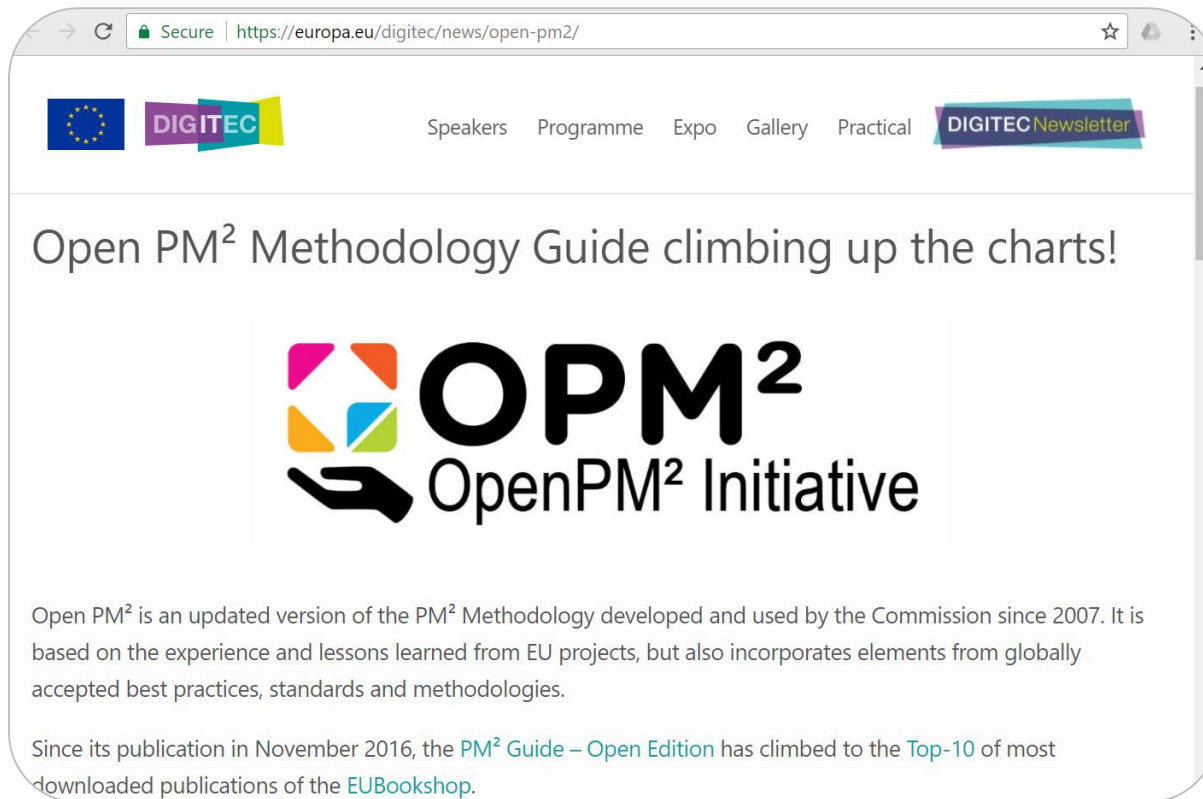 Secure | https://europa.eu/digitec/news/open-pm2/
DIGITEC
Speakers Programme Expo Gallery Practical DIGITEC Newsletter
Open PM² Methodology Guide climbing up the charts!
OPM²
OpenPM² Initiative
Open PM² is an updated version of the PM² Methodology developed and used by the Commission since 2007. It is
based on the experience and lessons learned from EU projects, but also incorporates elements from globally
accepted best practices, standards and methodologies.
Since its publication in November 2016, the PM² Guide – Open Edition has climbed to the Top-10 of most
downloaded publications of the EUBookshop.